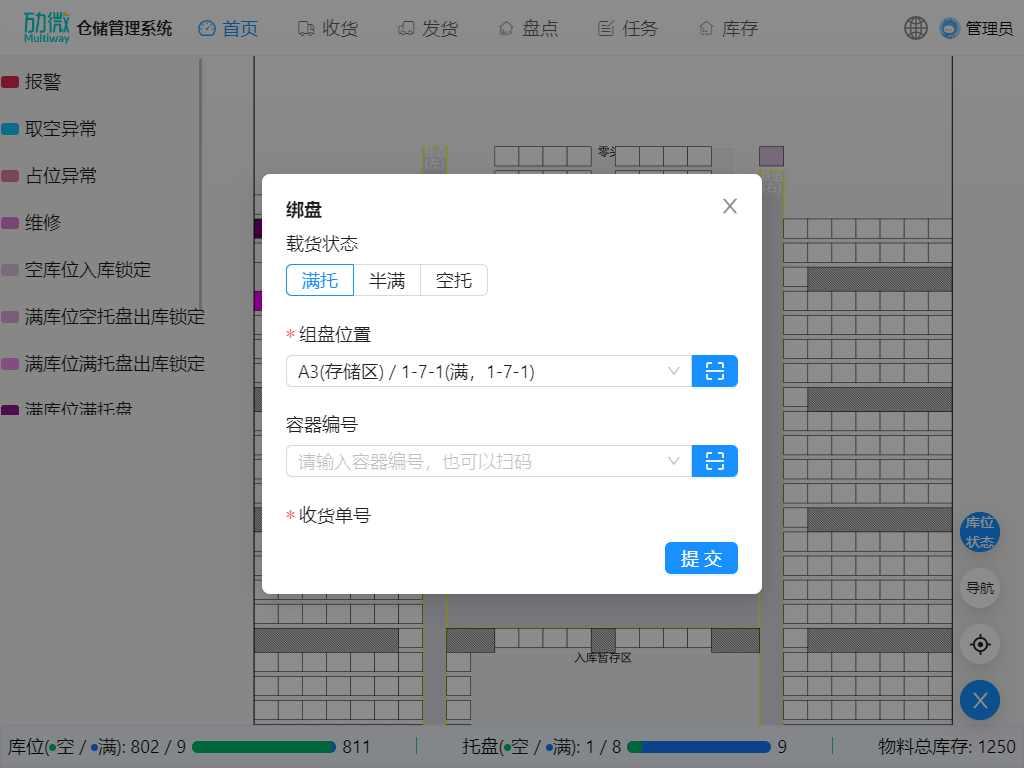 劢微 Multiway 仓储管理系统 首页 收货 发货 盘点 任务 库存 管理员
报警
取空异常
占位异常
维修
空库位入库锁定
满库位空托盘出库锁定
满库位满托盘出库锁定
满库位满托盘
巷道
(左)
零头
巷道
(右)
绑盘
载货状态
满托 半满 空托
* 组盘位置
A3(存储区) / 1-7-1(满，1-7-1)
容器编号
请输入容器编号，也可以扫码
* 收货单号
提 交
库位
状态
导航
入库暂存区
库位(●空 / ●满): 802 / 9 811 托盘(●空 / ●满): 1 / 8 9 物料总库存: 1250